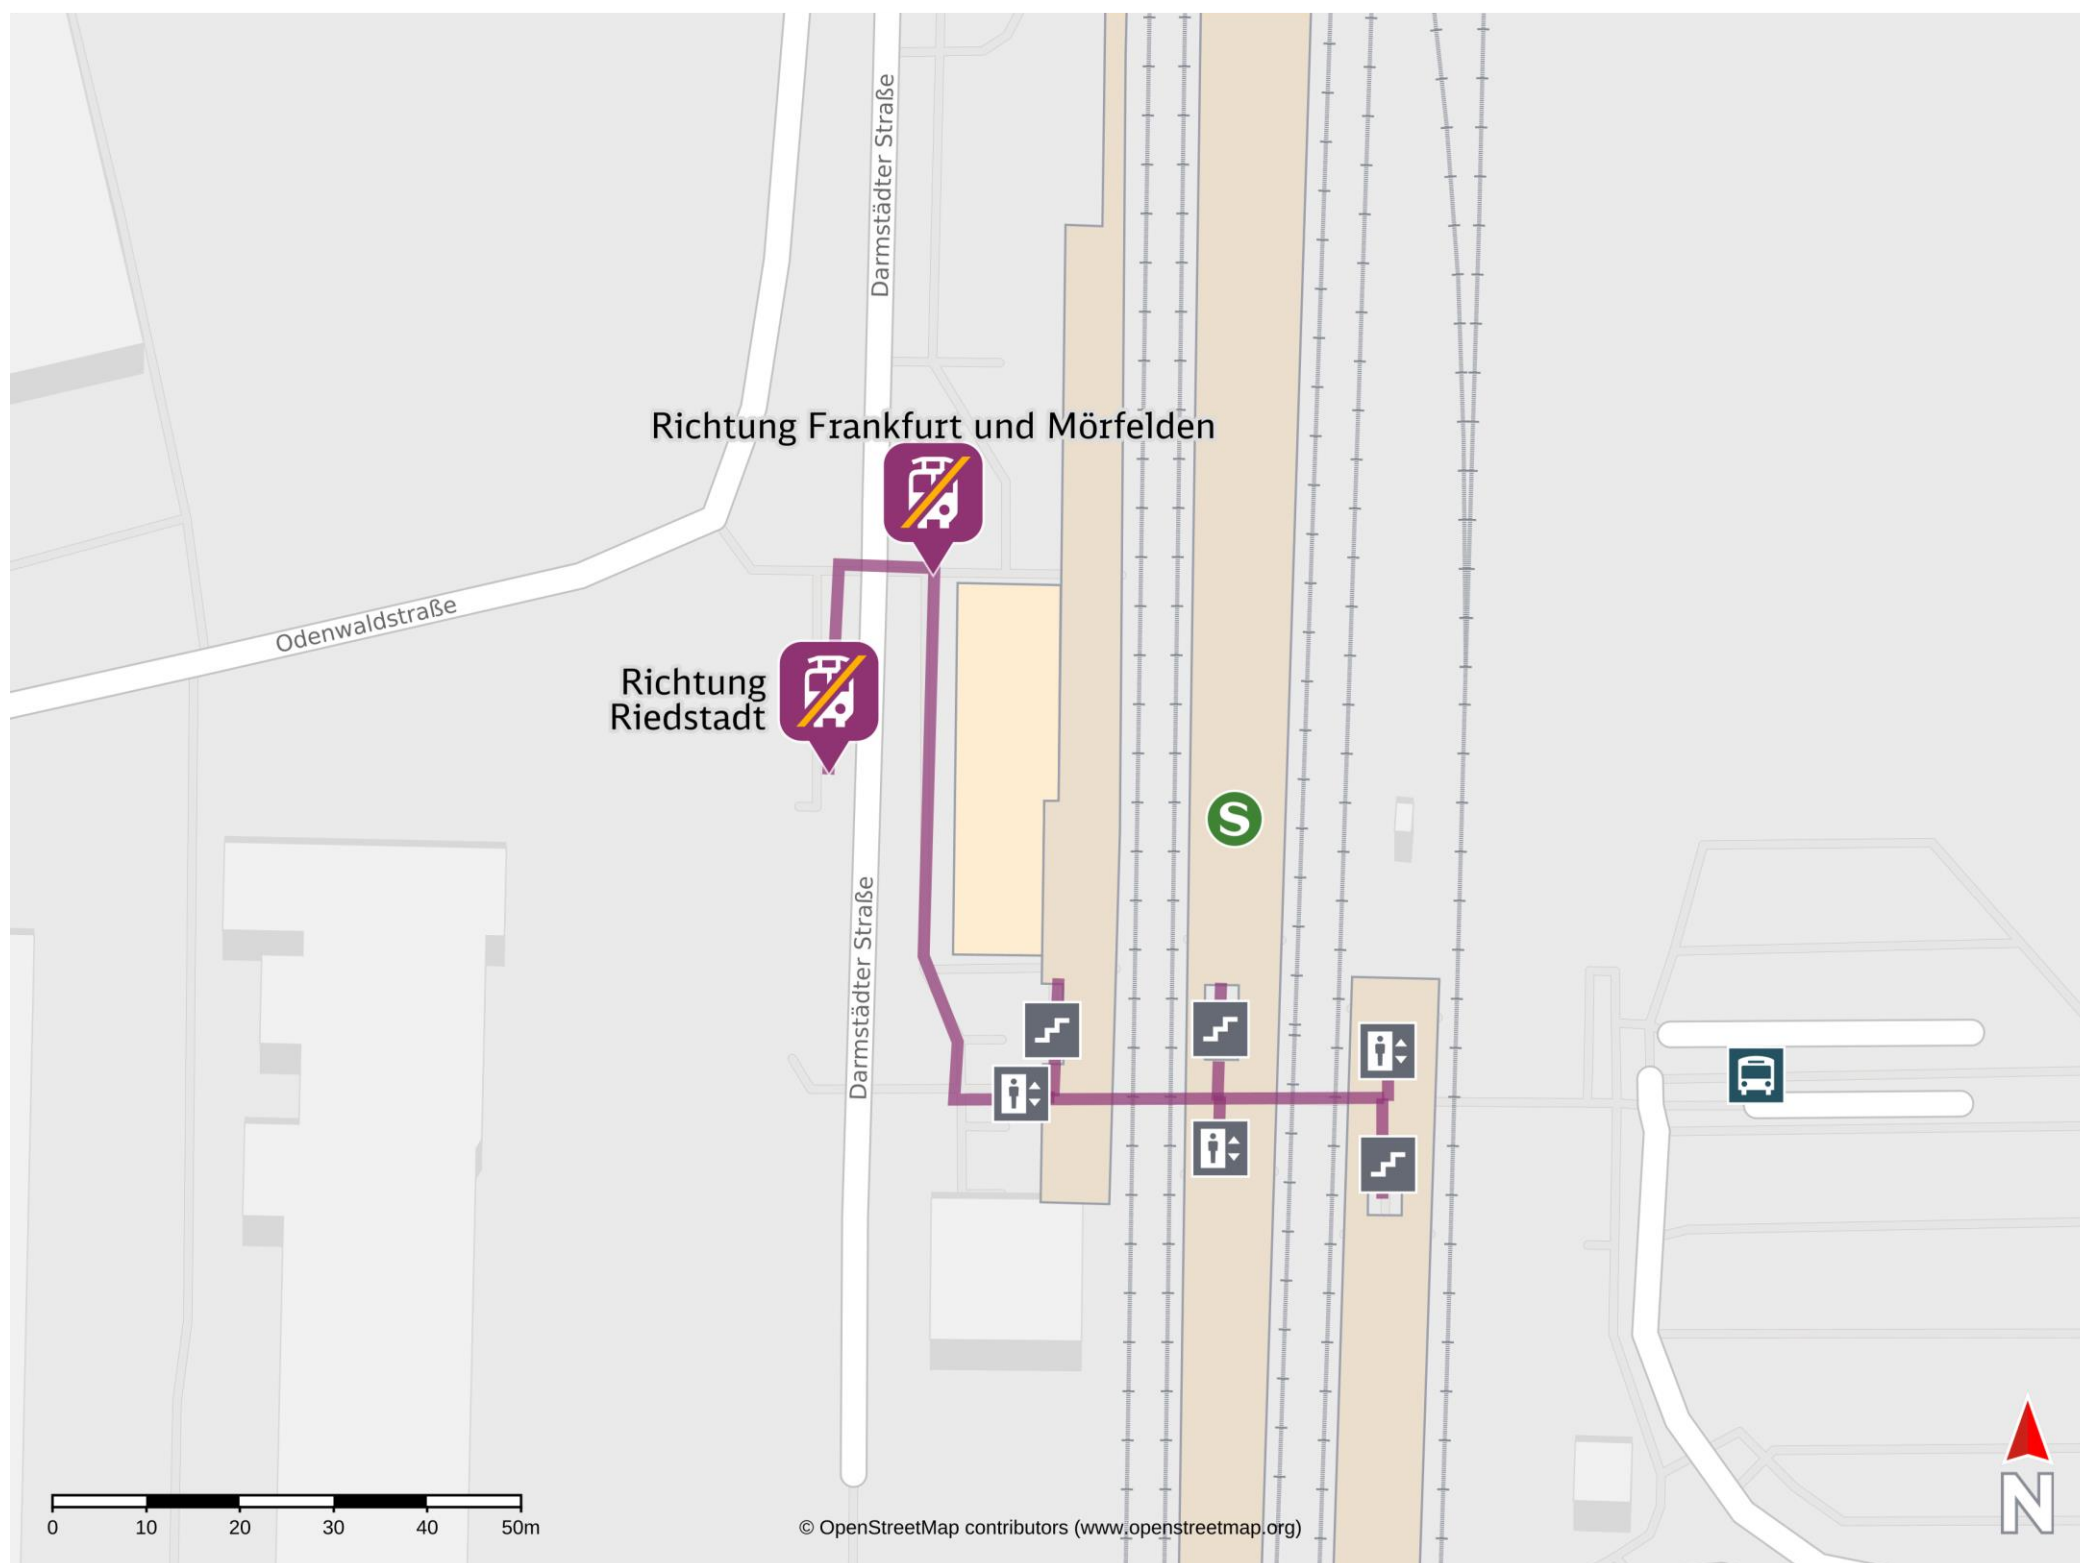 Darmstädter Straße
Richtung Frankfurt und Mörfelden
Odenwaldstraße
Richtung
Riedstadt
S
Darmstädter Straße
N
0 10 20 30 40 50m
© OpenStreetMap contributors (www.openstreetmap.org)